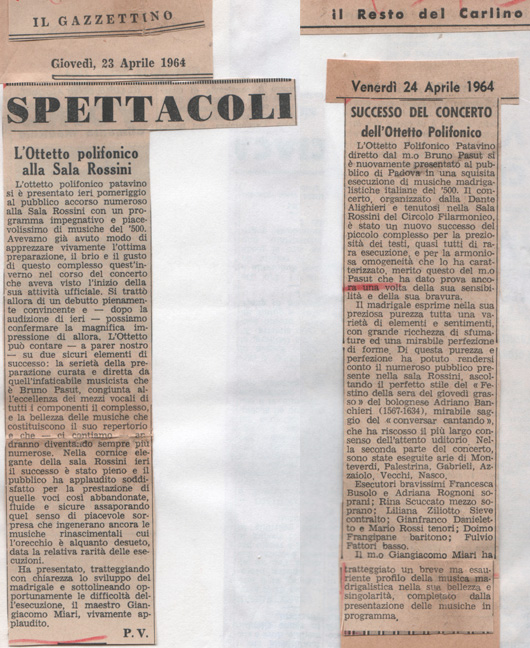 IL GAZZETTINO
Giovedì, 23 Aprile 1964
SPETTACOLI
L'Ottetto polifonico
alla Sala Rossini
L'ottetto polifonico patavino
si è presentato ieri pomeriggio
al pubblico accorso numeroso
alla Sala Rossini con un pro-
gramma impegnativo e piace-
volissimo di musiche del '500.
Avevamo già avuto modo di
apprezzare vivamente l'ottima
preparazione, il brio e il gusto
di questo complesso quest'in-
verno nel corso del concerto
che aveva visto l'inizio della
sua attività ufficiale. Si trattò
allora di un debutto pienamen-
te convincente e — dopo la
audizione di ieri — possiamo
confermare la magnifica im-
pressione di allora. L'Ottetto
può contare — a parer nostro
— su due sicuri elementi di
successo: la serietà della pre-
parazione curata e diretta da
quell'infaticabile musicista che
è Bruno Pasut, congiunta al-
l'eccellenza dei mezzi vocali di
tutti i componenti il complesso,
e la bellezza delle musiche che
costituiscono il suo repertorio
e che — ci contiamo — an-
dranno diventando sempre più
numerose. Nella cornice ele-
gante della sala Rossini ieri
il successo è stato pieno e il
pubblico ha applaudito soddi-
sfatto per la prestazione di
quelle voci così abbandonate,
fluide e sicure assaporando
quel senso di piacevole sor-
presa che ingenerano ancora le
musiche rinascimentali cui
l'orecchio è alquanto desueto,
data la relativa rarità delle ese-
cuzioni.
Ha presentato, tratteggiando
con chiarezza lo sviluppo del
madrigale e sottolineando op-
portunamente le difficoltà del-
l'esecuzione, il maestro Gian-
giacomo Miari, vivamente ap-
plaudito.
P. V.
il Resto del Carlino
Venerdì 24 Aprile 1964
SUCCESSO DEL CONCERTO
dell'Ottetto Polifonico
L'Ottetto Polifonico Patavino
diretto dal m.o Bruno Pasut si
è nuovamente presentato al pub-
blico di Padova in una squisita
esecuzione di musiche madriga-
listiche italiane del '500. Il con-
certo, organizzato dalla Dante
Alighieri e tenutosi nella Sala
Rossini del Circolo Filarmonico,
è stato un nuovo successo del
piccolo complesso per la prezio-
sità dei testi, quasi tutti di ra-
ra esecuzione, e per la armonio-
sa omogeneità che lo ha carat-
terizzato, merito questo del m.o
Pasut che ha dato prova anco-
ra una volta della sua sensibi-
lità e della sua bravura.
Il madrigale esprime nella sua
preziosa purezza tutta una va-
rietà di elementi e sentimenti,
con grande ricchezza di sfuma-
ture ed una mirabile perfezione
di forme. Di questa purezza e
perfezione ha potuto rendersi
conto il numeroso pubblico pre-
sente nella sala Rossini, ascol-
tando il perfetto stile del «Fe-
stino della sera del giovedì gras-
so» del bolognese Adriano Ban-
chieri (1567-1634), mirabile sag-
gio del «conversar cantando»,
che ha riscosso il più largo con-
senso dell'attento uditorio Nel-
la seconda parte del concerto,
sono state eseguite arie di Mon-
teverdi, Palestrina, Gabrieli, Az-
zaiolo, Vecchi, Nasco.
Esecutori bravissimi Francesca
Busolo e Adriana Rognoni so-
prani; Rina Scuccato mezzo so-
prano; Liliana Ziliotto Sieve
contralto; Gianfranco Danielet-
to e Mario Rossi tenori; Doimo
Frangipane baritono; Fulvio
Fattori basso.
Il m.o Giangiacomo Miari ha
tratteggiato un breve ma esau-
riente profilo della musica ma-
drigalistica nella sua bellezza e
singolarità, completato dalla
presentazione delle musiche in
programma.